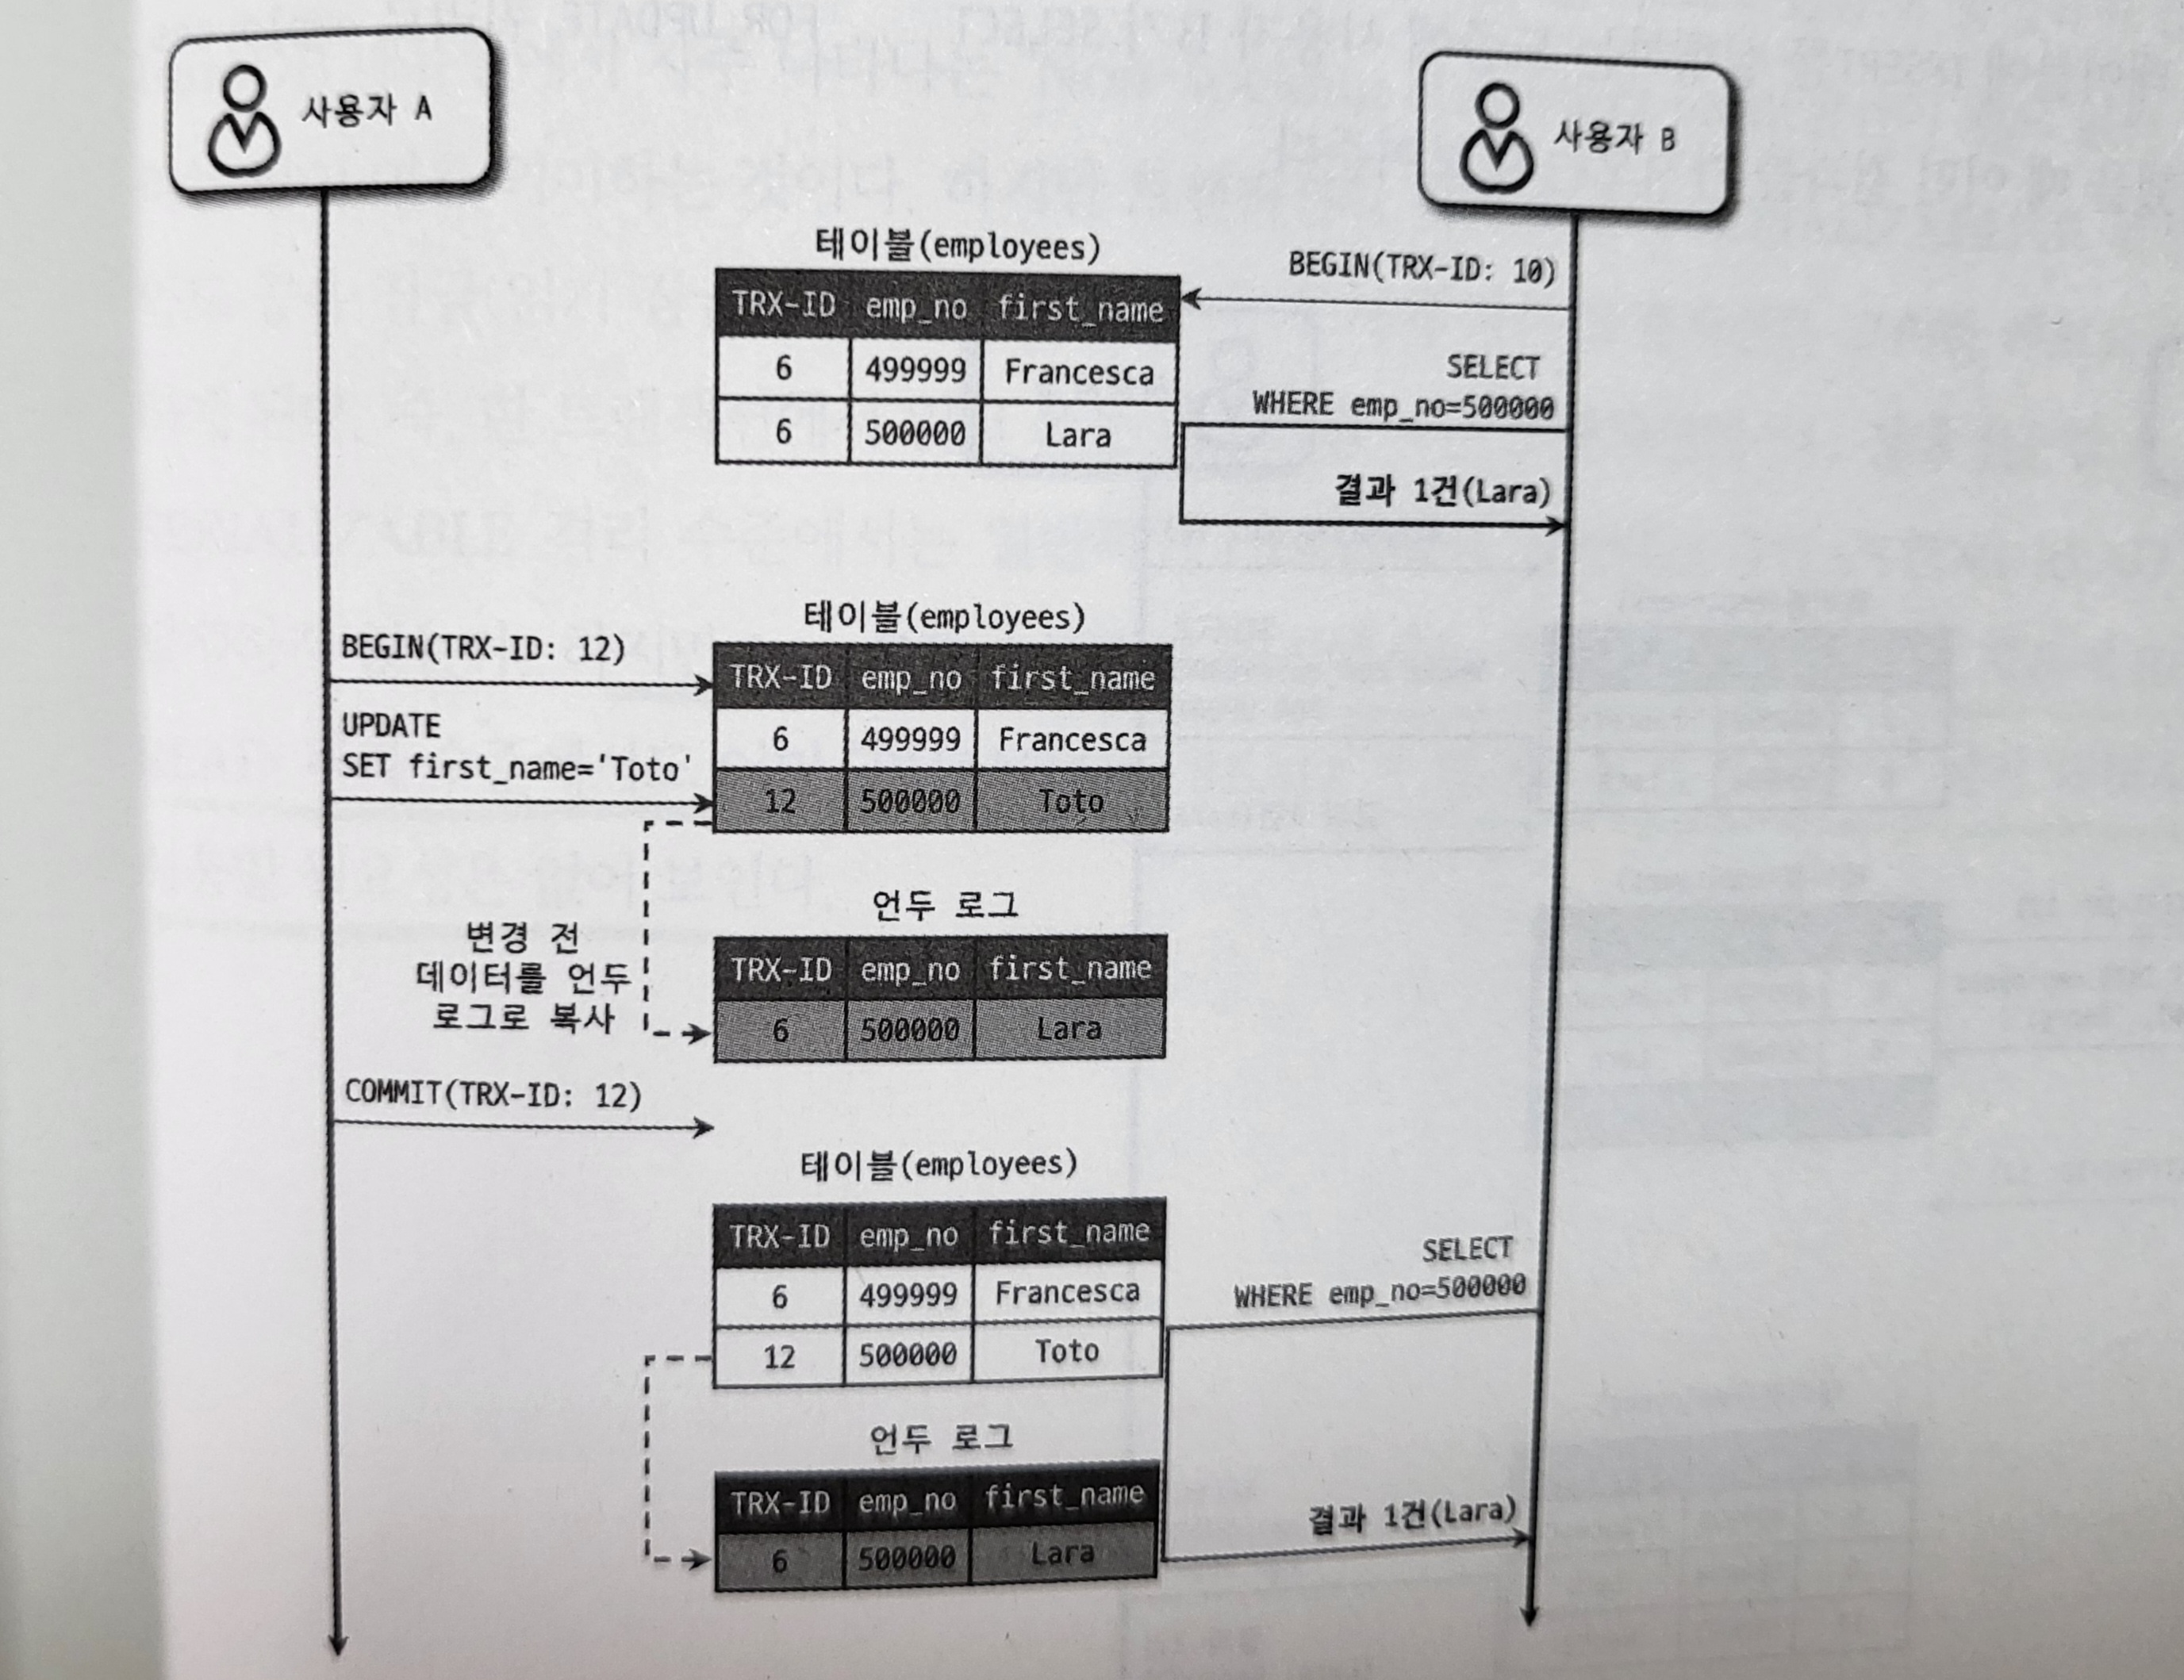 사용자 A
사용자 B
테이블(employees)
BEGIN(TRX-ID: 10)
TRX-ID emp_no first_name
6 499999 Francesca
6 500000 Lara
SELECT
WHERE emp_no=500000
결과 1건(Lara)
테이블(employees)
BEGIN(TRX-ID: 12)
TRX-ID emp_no first_name
UPDATE
SET first_name='Toto'
6 499999 Francesca
12 500000 Toto
언두 로그
변경 전
데이터를 언두
로그로 복사
TRX-ID emp_no first_name
6 500000 Lara
COMMIT(TRX-ID: 12)
테이블(employees)
TRX-ID emp_no first_name
6 499999 Francesca
12 500000 Toto
SELECT
WHERE emp_no=500000
언두 로그
TRX-ID emp_no first_name
6 500000 Lara
결과 1건(Lara)